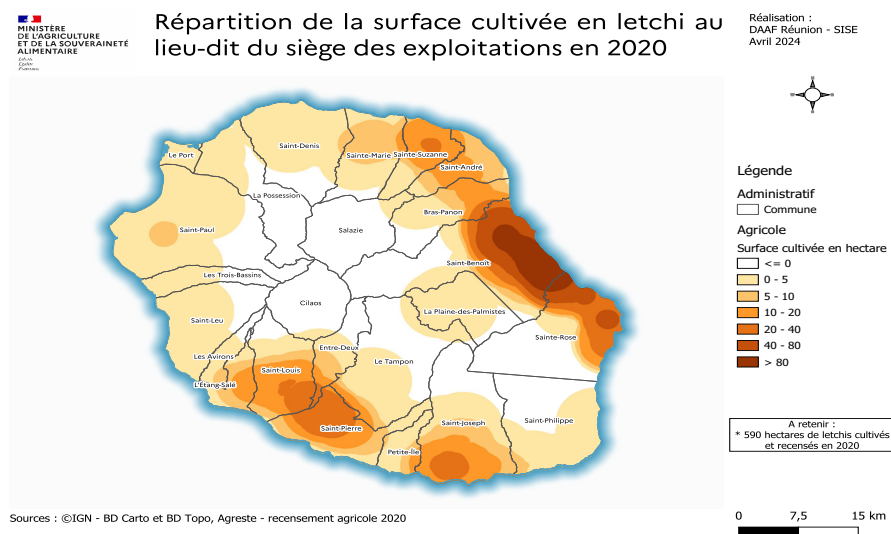 MINISTÈRE
DE L'AGRICULTURE
ET DE LA SOUVERAINETÉ
ALIMENTAIRE
Liberté
Égalité
Fraternité
Répartition de la surface cultivée en letchi au
lieu-dit du siège des exploitations en 2020
Réalisation :
DAAF Réunion - SISE
Avril 2024
Le Port
Saint-Denis
Sainte-Marie
Sainte-Suzanne
Saint-André
La Possession
Bras-Panon
Saint-Paul
Salazie
Saint-Benoît
Les Trois-Bassins
Cilaos
La Plaine-des-Palmistes
Saint-Leu
Sainte-Rose
Entre-Deux
Les Avirons
Le Tampon
Saint-Louis
L'Étang-Salé
Saint-Philippe
Saint-Joseph
Saint-Pierre
Petite-Île
Légende
Administratif
Commune
Agricole
Surface cultivée en hectare
<= 0
0 - 5
5 - 10
10 - 20
20 - 40
40 - 80
> 80
A retenir :
* 590 hectares de letchis cultivés
et recensés en 2020
0 7,5 15 km
Sources : ©IGN - BD Carto et BD Topo, Agreste - recensement agricole 2020